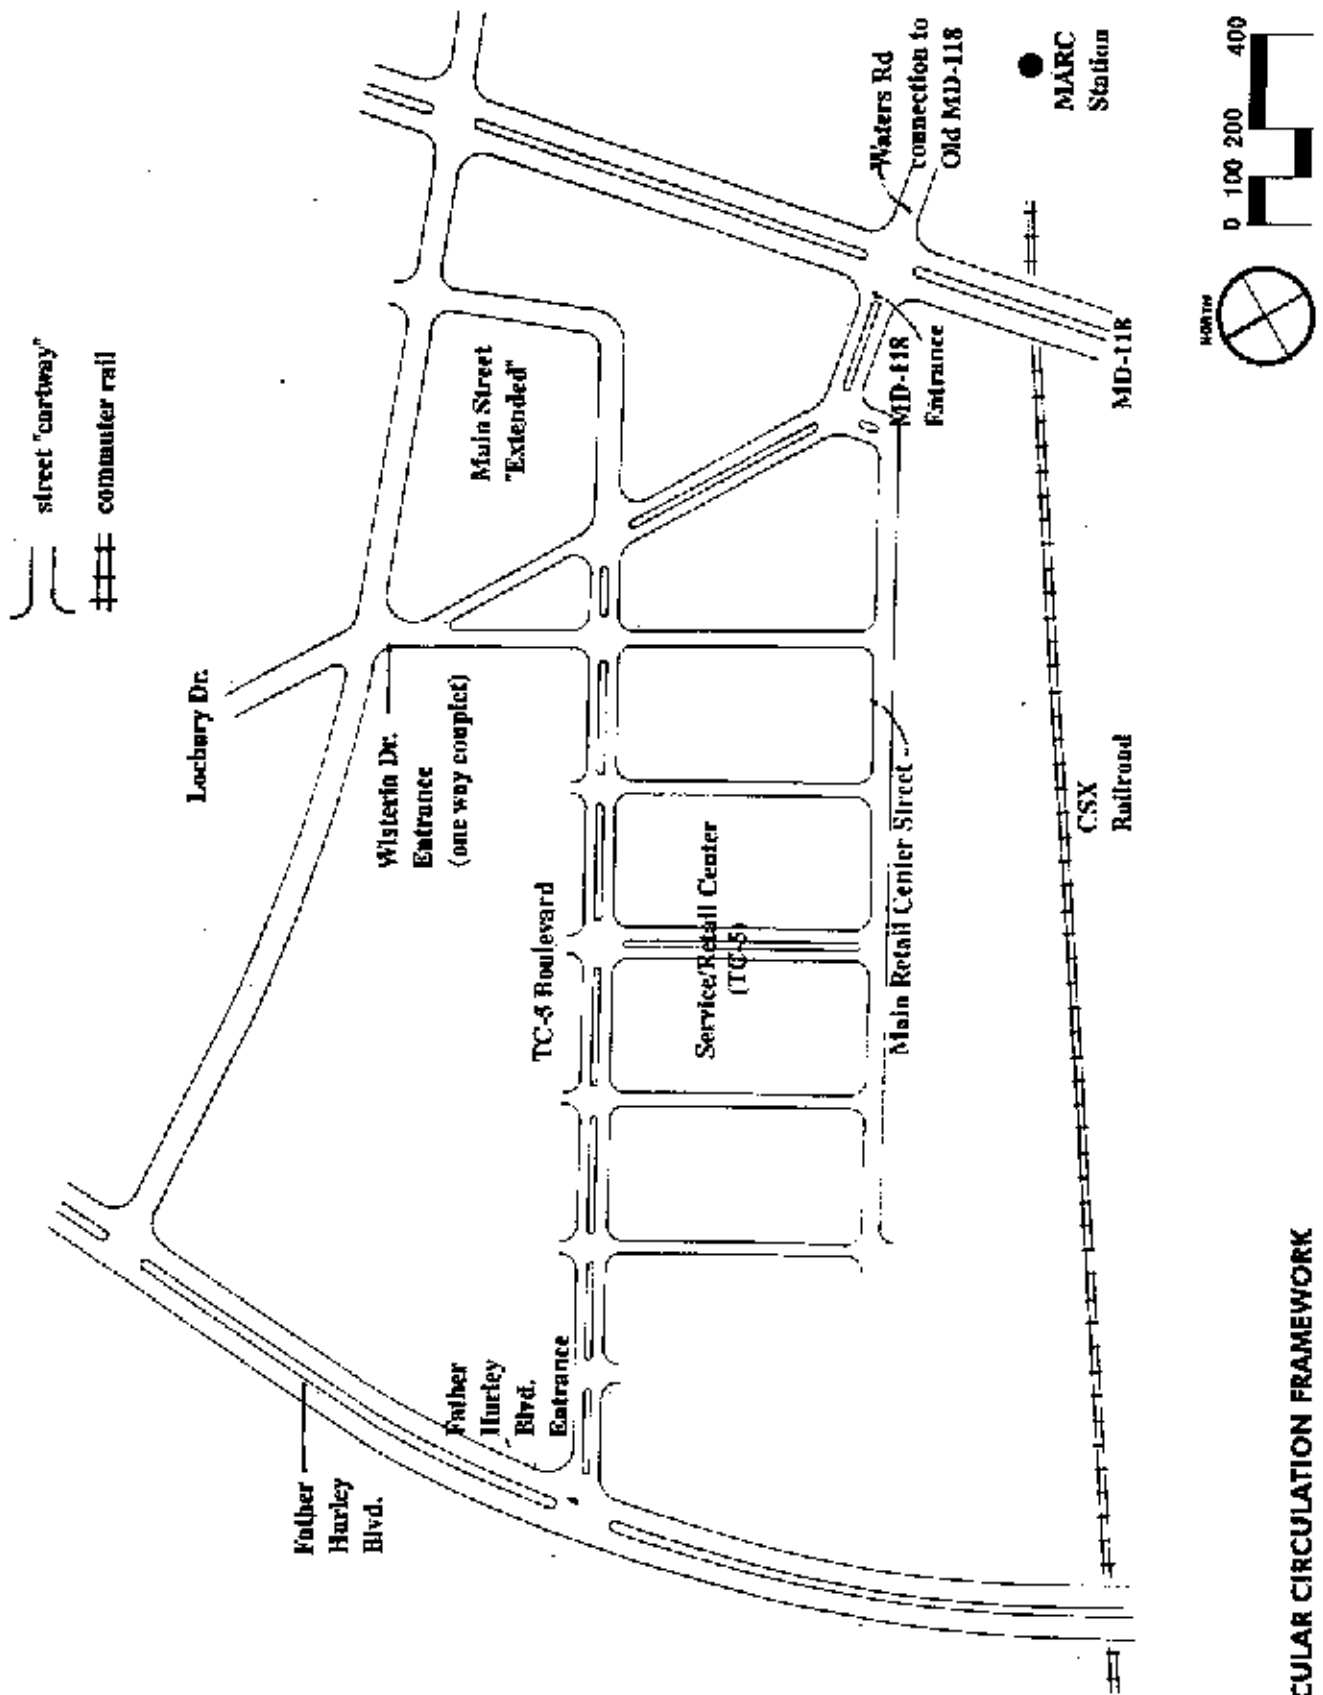 street "cartway"
commuter rail
Locbury Dr.
Wisteria Dr.
Entrance
(one way couplet)
Main Street
"Extended"
Waters Rd
connection to
Old MD-118
MARC
Station
MD-118
Entrance
MD-118
TC-5 Boulevard
Service/Retail Center
(TC-5)
Main Retail Center Street
CSX
Railroad
Father
Hurley
Blvd.
Father
Hurley
Blvd.
Entrance
NORTH
0 100 200 400
CULAR CIRCULATION FRAMEWORK